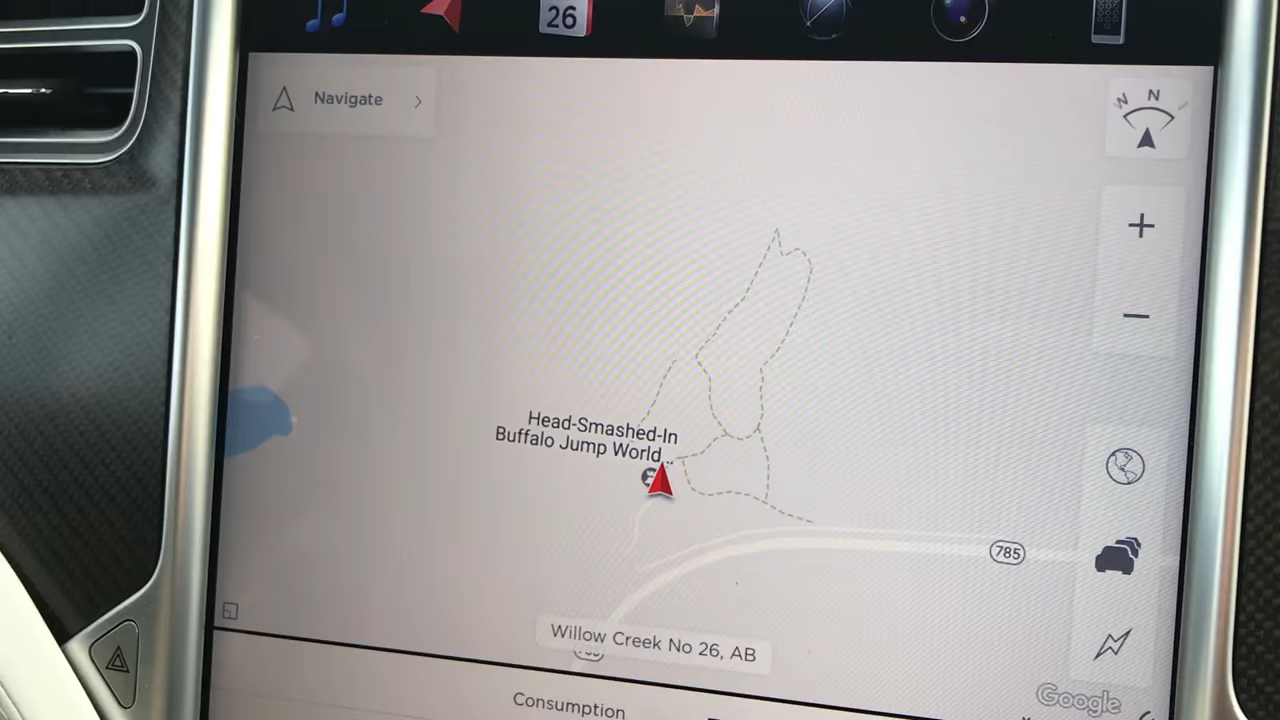 26
Navigate
N
N
Head-Smashed-In
Buffalo Jump World...
785
Willow Creek No 26, AB
Google
Consumption